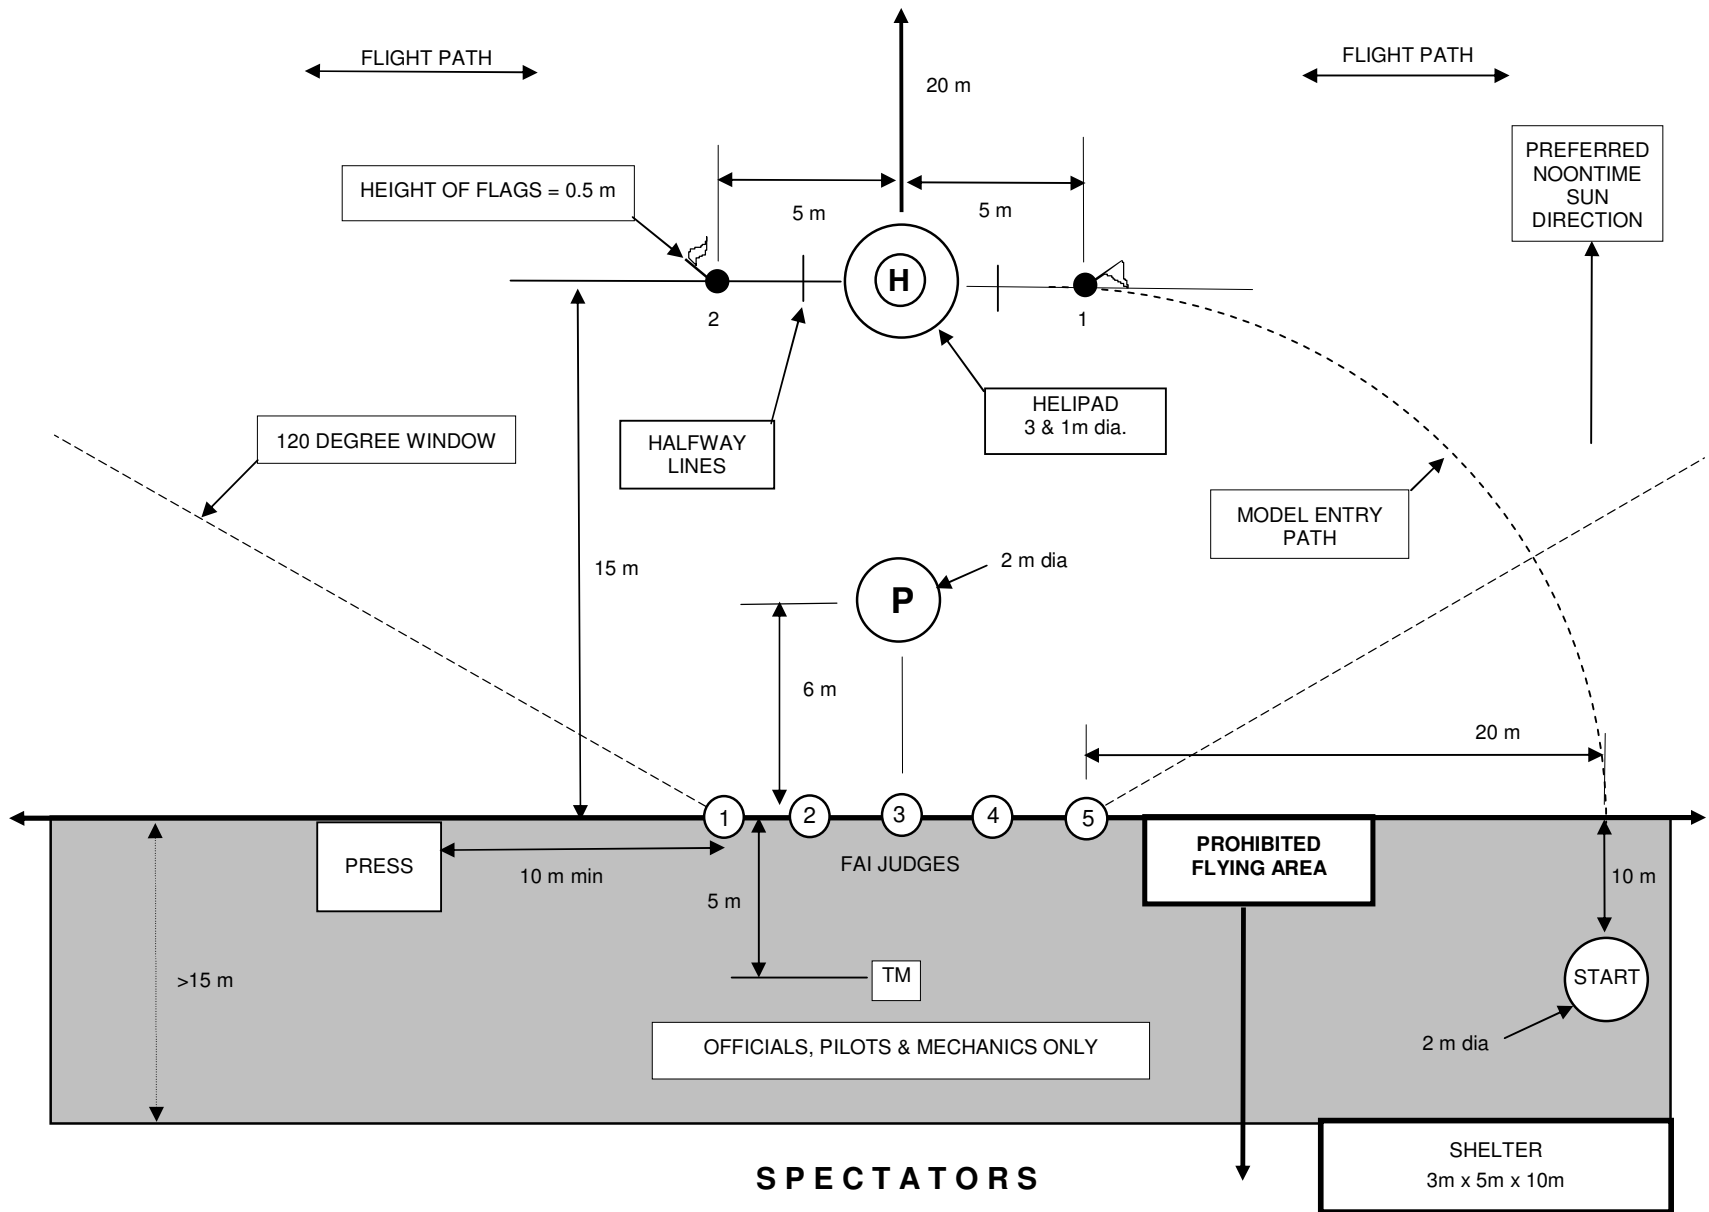 FLIGHT PATH
FLIGHT PATH
20 m
PREFERRED
NOONTIME
SUN
DIRECTION
HEIGHT OF FLAGS = 0.5 m
5 m
5 m
H
2
1
HELIPAD
3 & 1m dia.
120 DEGREE WINDOW
HALFWAY
LINES
MODEL ENTRY
PATH
15 m
2 m dia
P
6 m
20 m
1
2
3
4
5
PRESS
10 m min
FAI JUDGES
PROHIBITED
FLYING AREA
10 m
5 m
TM
START
>15 m
2 m dia
OFFICIALS, PILOTS & MECHANICS ONLY
SPECTATORS
SHELTER
3m x 5m x 10m